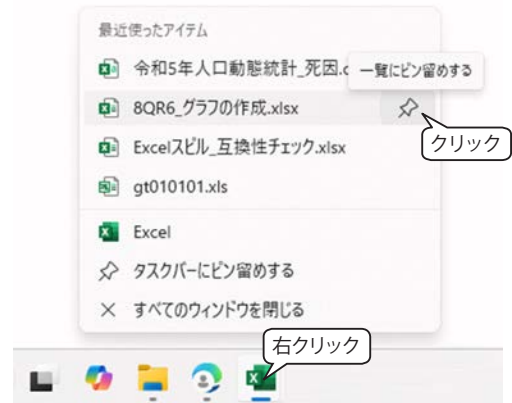 最近使ったアイテム
令和5年人口動態統計_死因.c
一覧にピン留めする
8QR6_グラフの作成.xlsx
クリック
Excelスピル_互換性チェック.xlsx
gt010101.xls
Excel
タスクバーにピン留めする
すべてのウィンドウを閉じる
右クリック